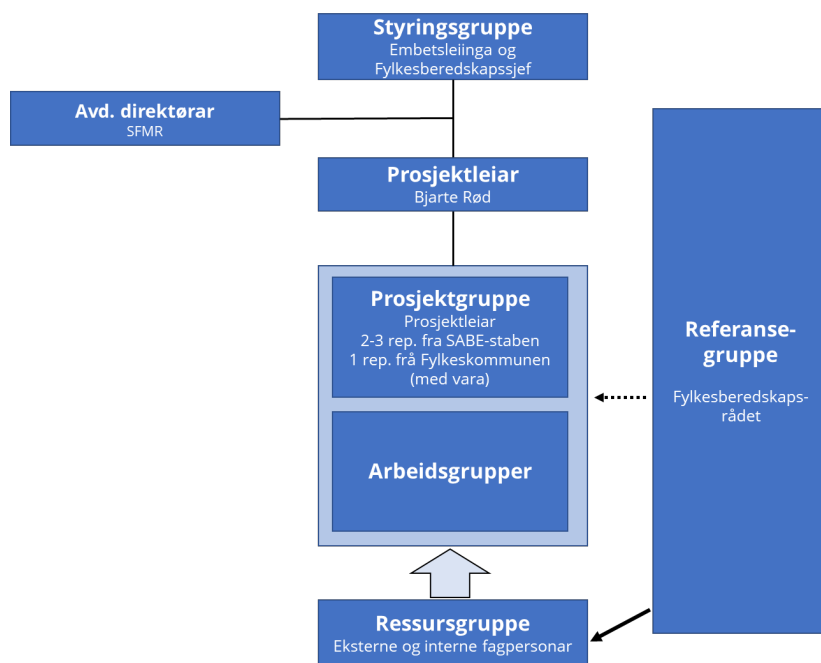 Styringsgruppe
Embetsleiinga og
Fylkesberedskapssjef
Avd. direktørar
SFMR
Prosjektleiar
Bjarte Rød
Prosjektgruppe
Prosjektleiar
2-3 rep. fra SABE-staben
1 rep. frå Fylkeskommunen
(med vara)
Arbeidsgrupper
Referanse-
gruppe
Fylkesberedskaps-
rådet
Ressursgruppe
Eksterne og interne fagpersonar